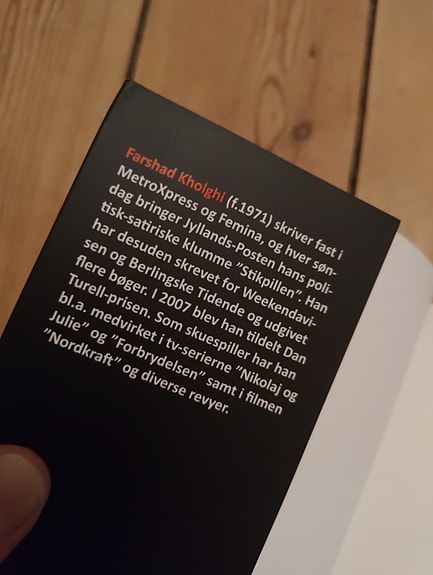 Farshad Kholghi (f.1971) skriver fast i
MetroXpress og Femina, og hver søn-
dag bringer Jyllands-Posten hans poli-
tisk-satiriske klumme ”Stikpillen”. Han
har desuden skrevet for Weekendavi-
sen og Berlingske Tidende og udgivet
flere bøger. I 2007 blev han tildelt Dan
Turell-prisen. Som skuespiller har han
bl.a. medvirket i tv-serierne ”Nikolaj og
Julie” og ”Forbrydelsen” samt i filmen
”Nordkraft” og diverse revyer.